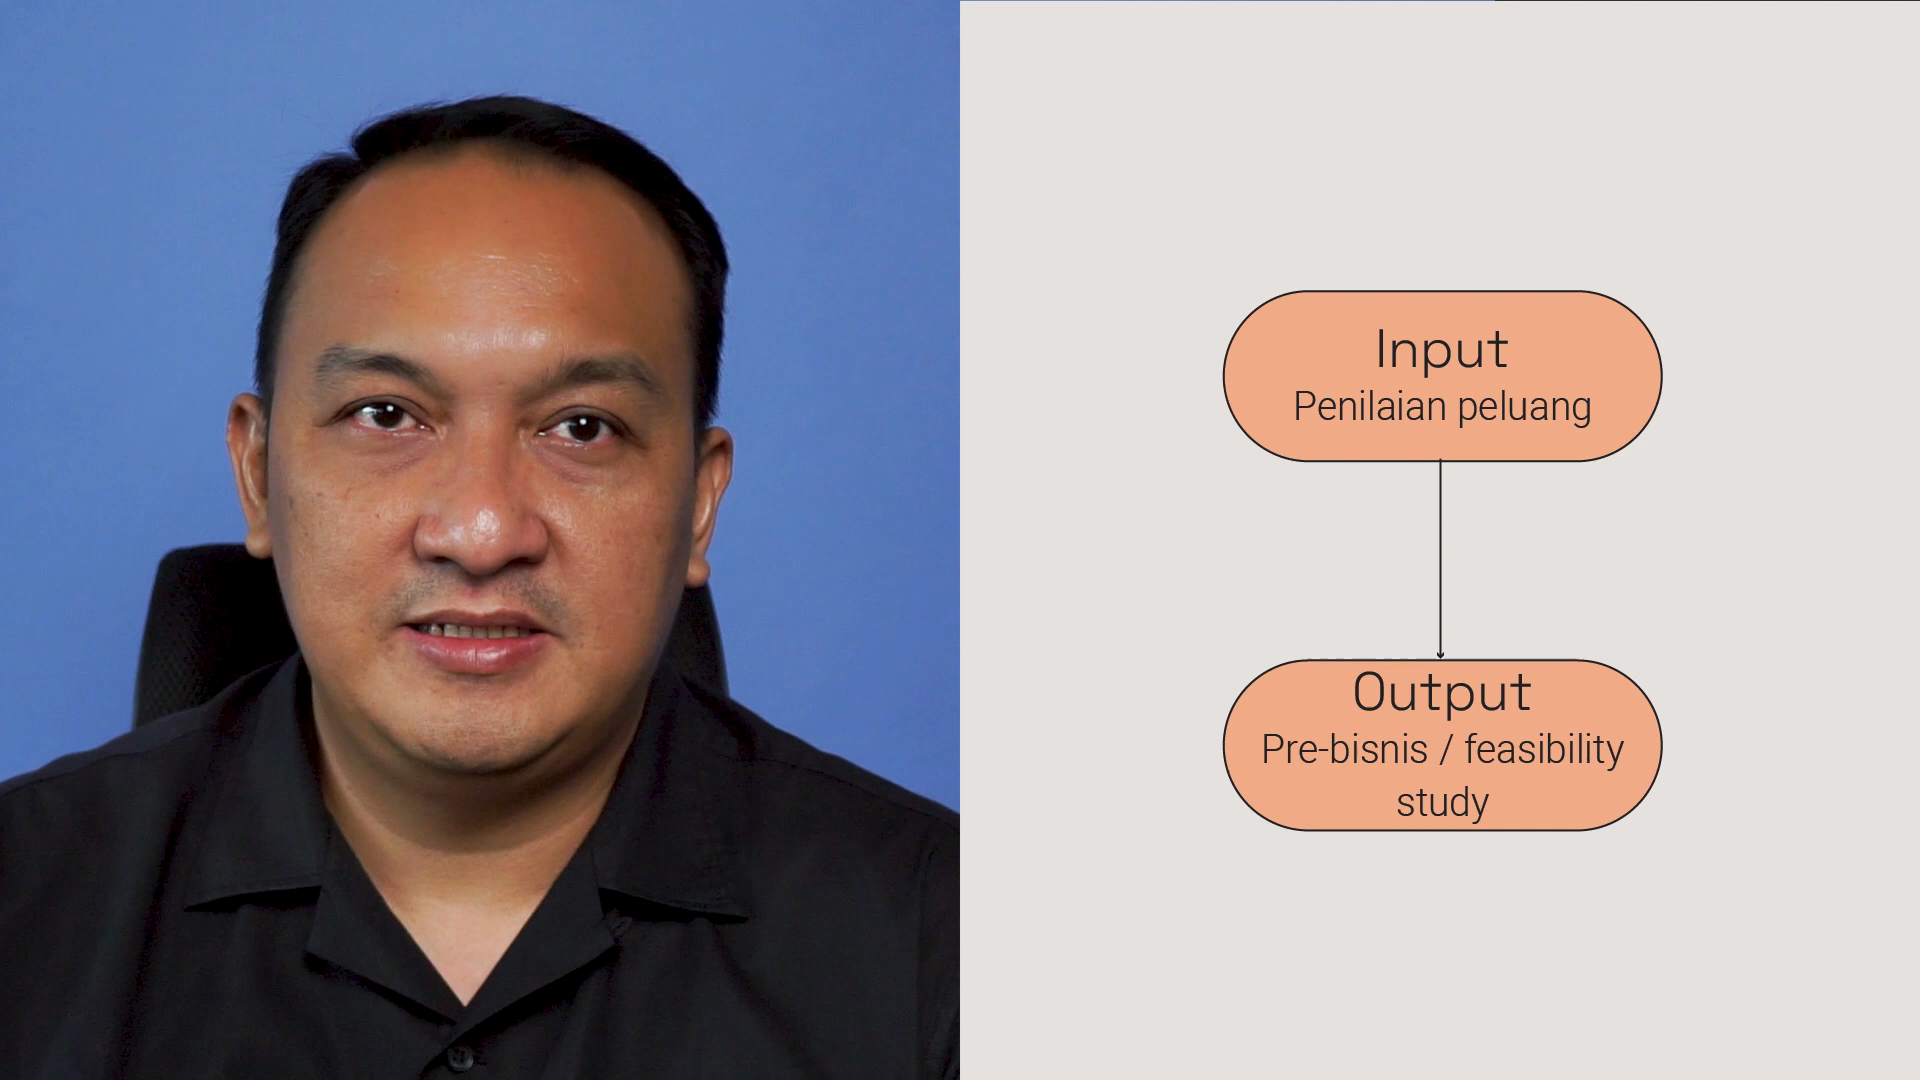 Input
Penilaian peluang
Output
Pre-bisnis / feasibility
study